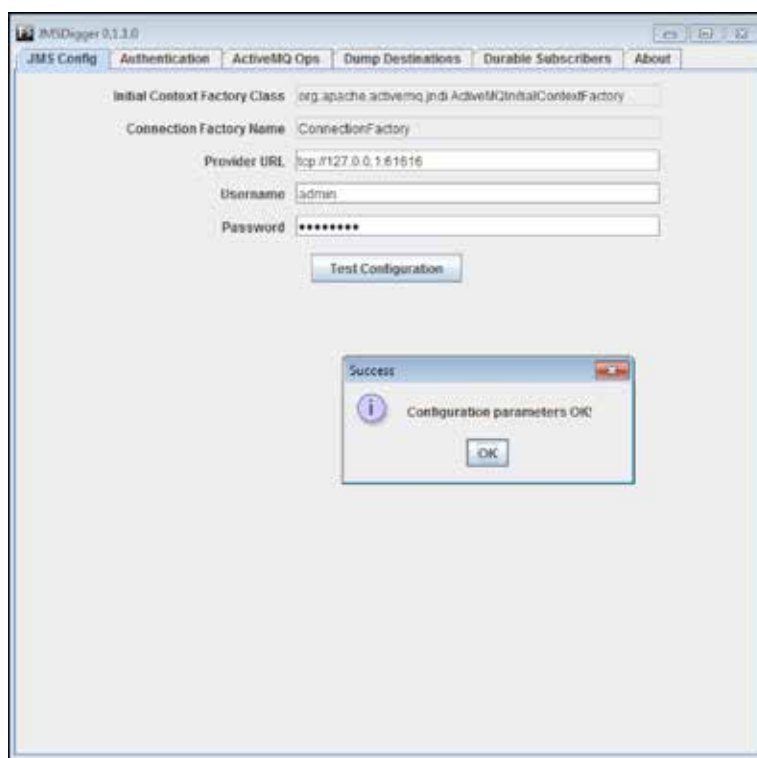 JMSDigger 0.1.3.0
JMS Config Authentication ActiveMQ Ops Dump Destinations Durable Subscribers About
Initial Context Factory Class org.apache.activemq.jndi.ActiveMQInitialContextFactory
Connection Factory Name ConnectionFactory
Provider URL tcp://127.0.0.1:61616
Username admin
Password ••••••••
Test Configuration
Success
Configuration parameters OK!
OK